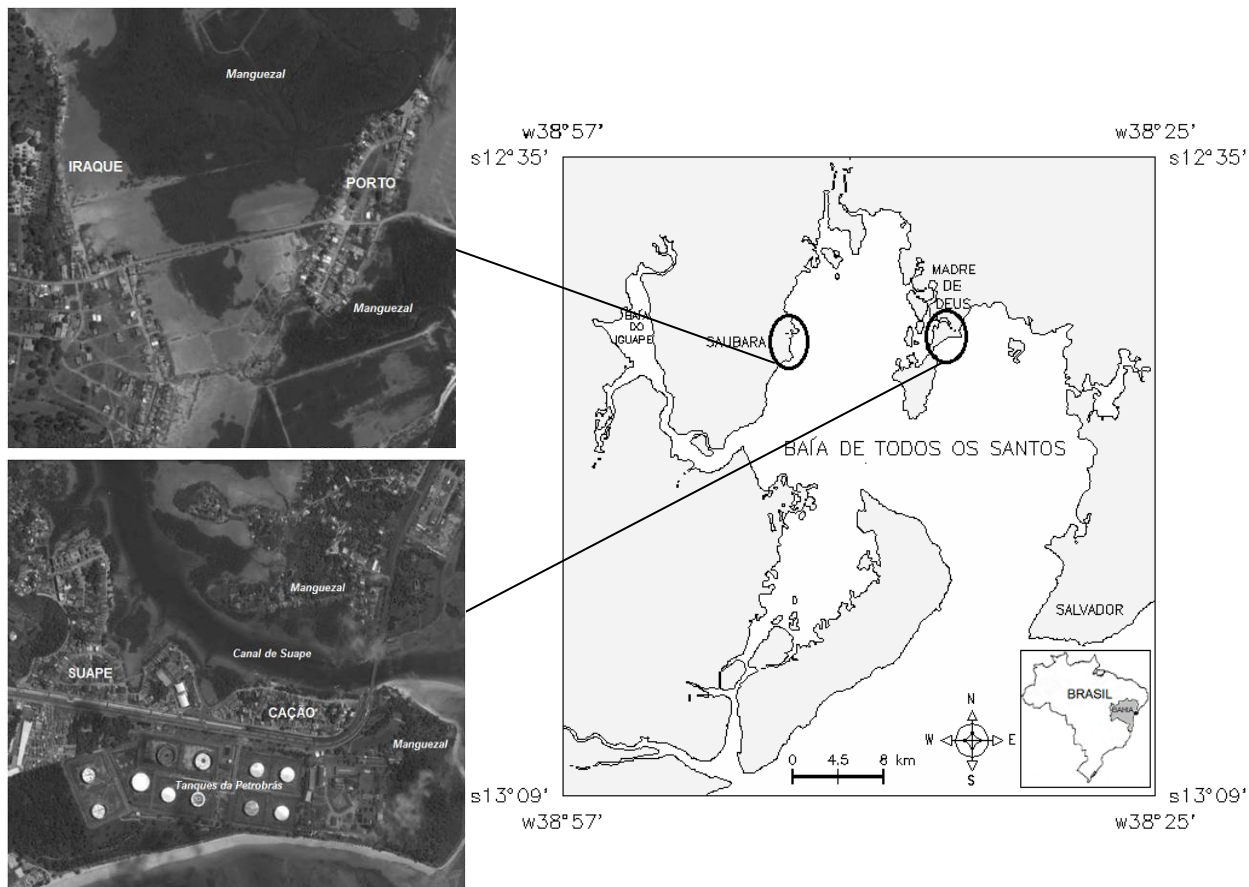 Manguezal
IRAQUE
PORTO
Manguezal
Manguezal
Canal de Suape
SUAPE
CAÇÃO
Manguezal
Tanques da Petrobrás
w38°57' w38°25'
s12°35' s12°35'
MADRE
DE
DEUS
BAÍA
DO
IGUAPE
SAUBARA
BAÍA DE TODOS OS SANTOS
SALVADOR
BRASIL
BAHIA
N
W E
S
0 4.5 8 km
s13°09' s13°09'
w38°57' w38°25'